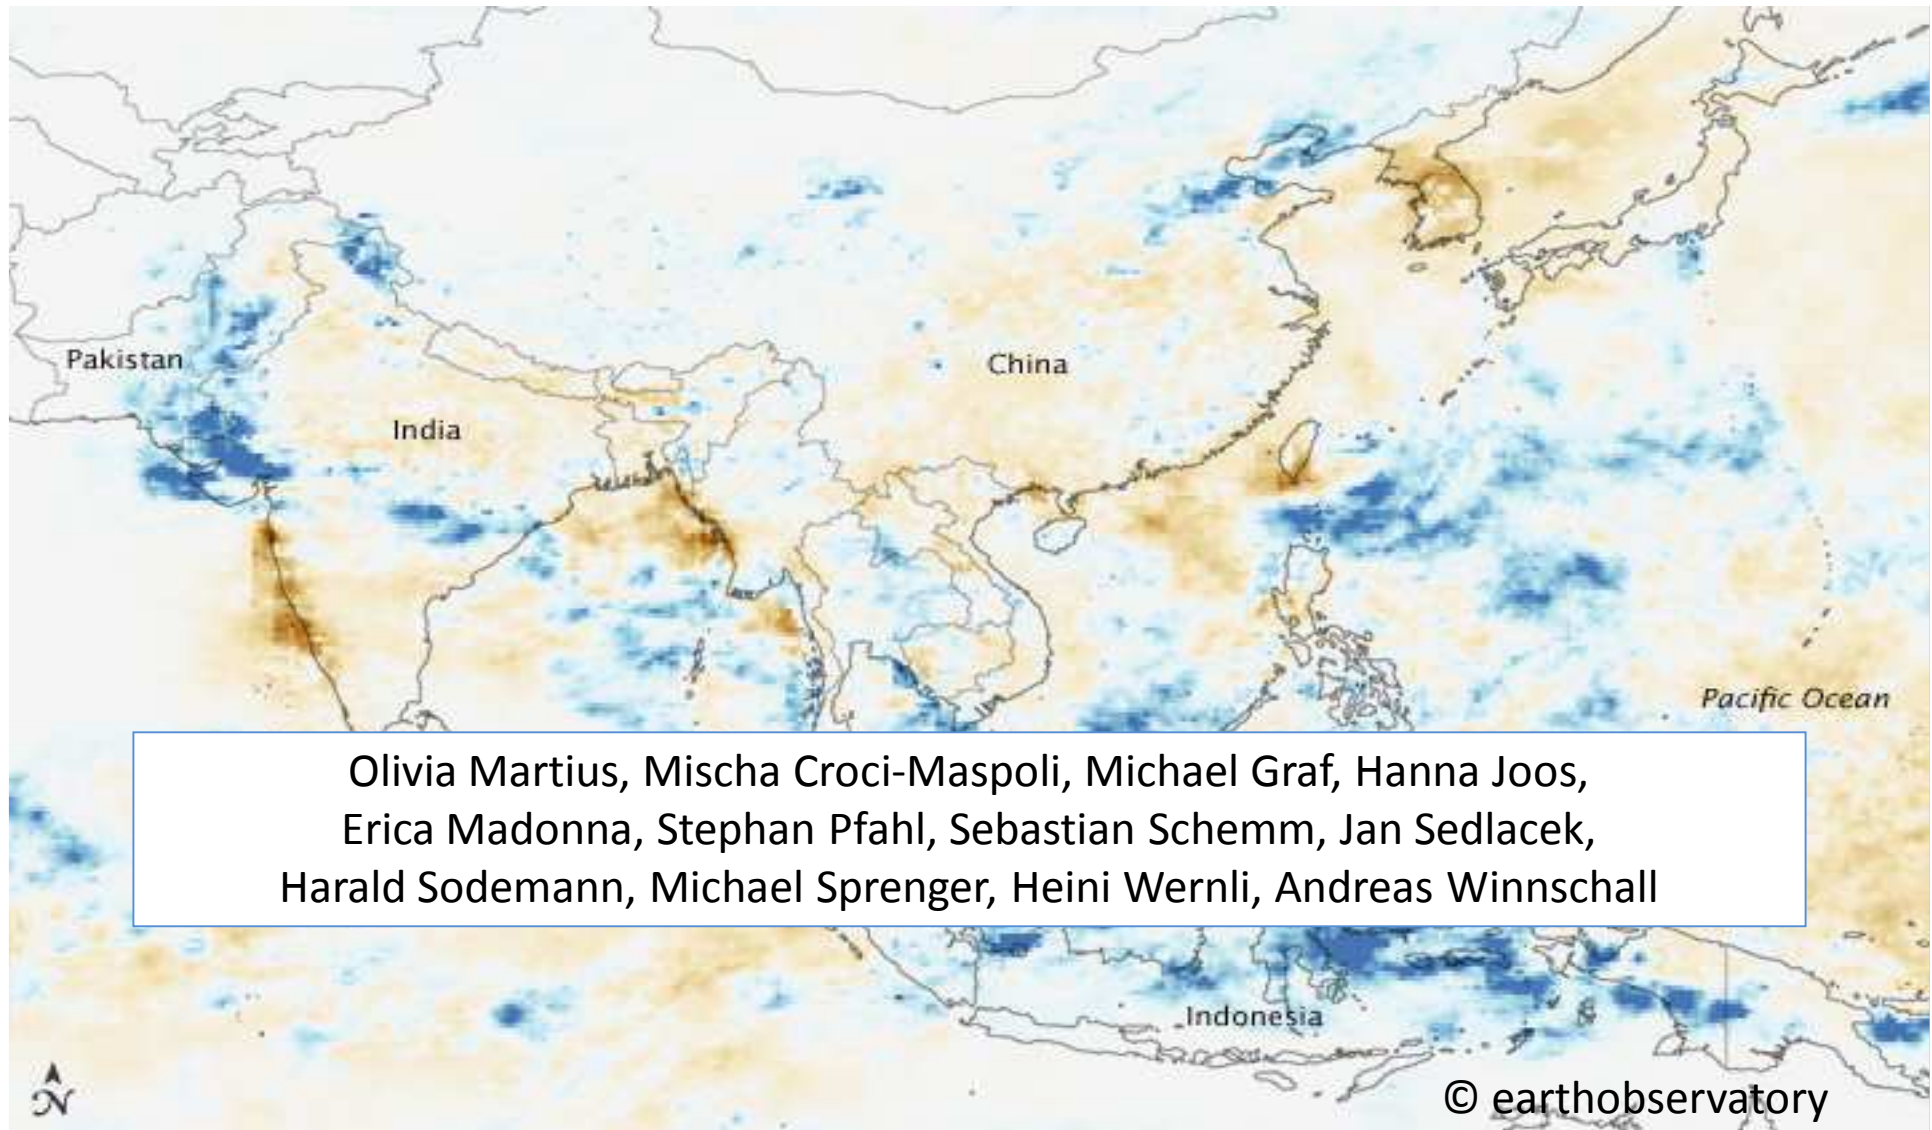 Pakistan
China
India
Pacific Ocean
Olivia Martius, Mischa Croci-Maspoli, Michael Graf, Hanna Joos,
Erica Madonna, Stephan Pfahl, Sebastian Schemm, Jan Sedlacek,
Harald Sodemann, Michael Sprenger, Heini Wernli, Andreas Winnschall
Indonesia
N
© earthobservatory